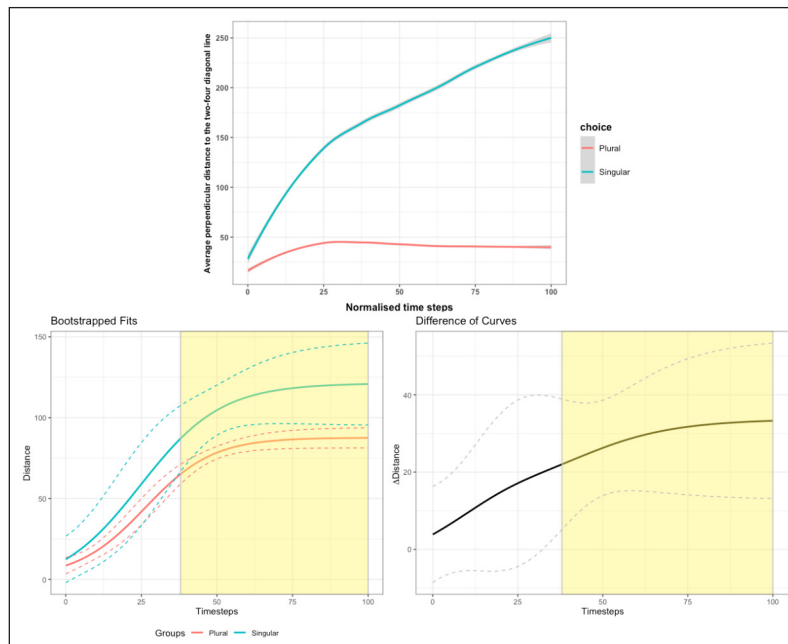 Average perpendicular distance to the two-four diagonal line
250
200
150
100
50
0
25
50
75
100
Normalised time steps
choice
Plural
Singular
Bootstrapped Fits
Distance
150
100
50
0
0
25
50
75
100
Timesteps
Groups
Plural
Singular
Difference of Curves
ΔDistance
40
20
0
0
25
50
75
100
Timesteps